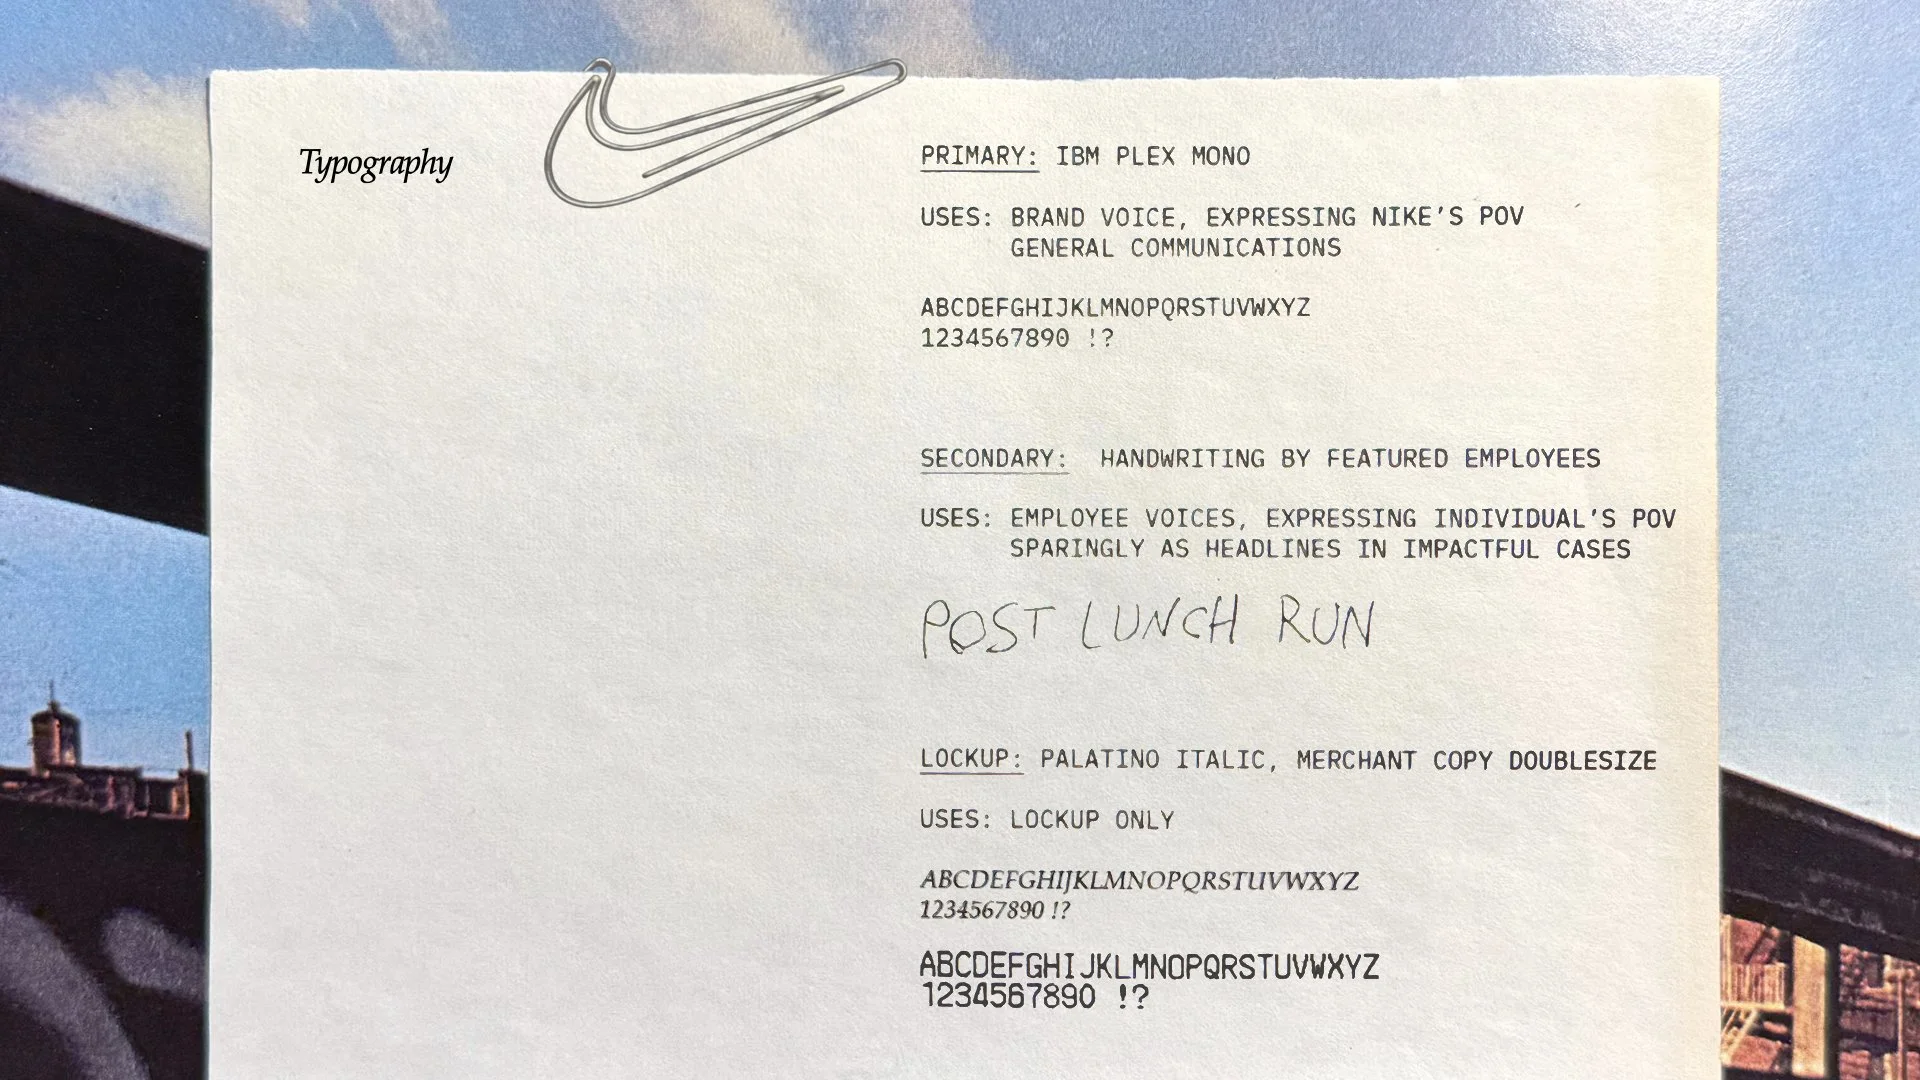 Typography
PRIMARY: IBM PLEX MONO
USES: BRAND VOICE, EXPRESSING NIKE'S POV
GENERAL COMMUNICATIONS
ABCDEFGHIJKLMNOPQRSTUVWXYZ
1234567890 !?
SECONDARY: HANDWRITING BY FEATURED EMPLOYEES
USES: EMPLOYEE VOICES, EXPRESSING INDIVIDUAL'S POV
SPARINGLY AS HEADLINES IN IMPACTFUL CASES
POST LUNCH RUN
LOCKUP: PALATINO ITALIC, MERCHANT COPY DOUBLESIZE
USES: LOCKUP ONLY
ABCDEFGHIJKLMNOPQRSTUVWXYZ
1234567890 !?
ABCDEFGHIJKLMNOPQRSTUVWXYZ
1234567890 !?